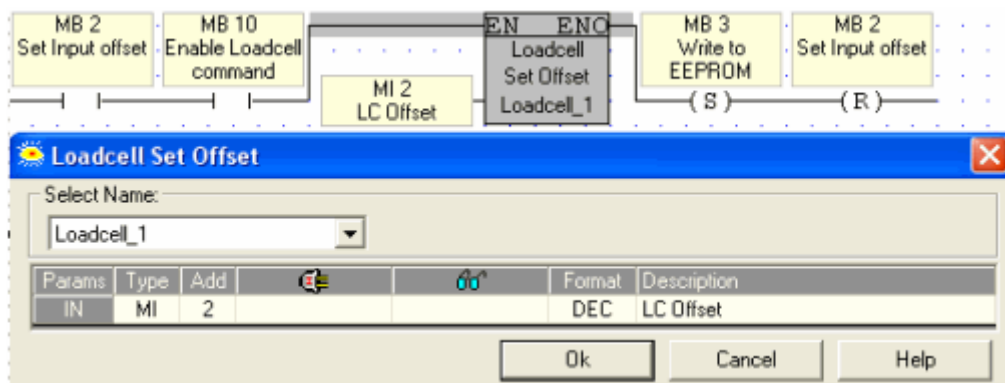 MB 2
Set Input offset
MB 10
Enable Loadcell
command
MI 2
LC Offset
EN ENO
Loadcell
Set Offset
Loadcell_1
MB 3
Write to
EEPROM
( S )
MB 2
Set Input offset
( R )
Loadcell Set Offset
Select Name:
Loadcell_1
Params Type Add Format Description
IN MI 2 DEC LC Offset
Ok Cancel Help